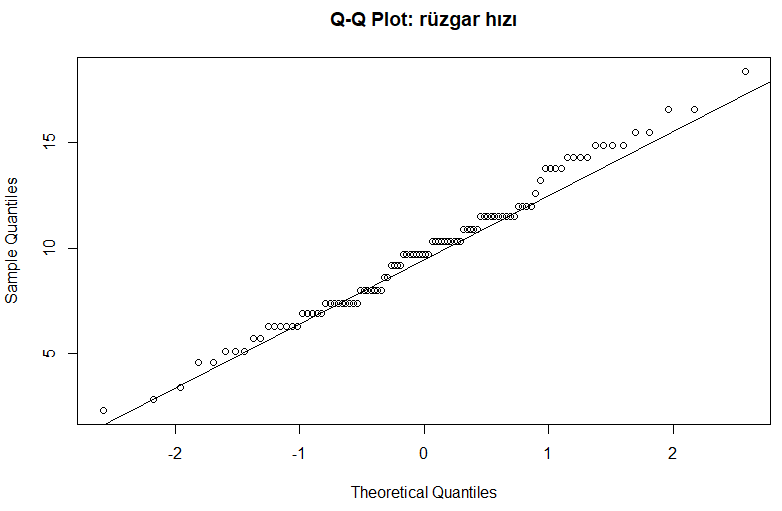 Q-Q Plot: rüzgar hızı
Sample Quantiles
15
10
5
-2 -1 0 1 2
Theoretical Quantiles